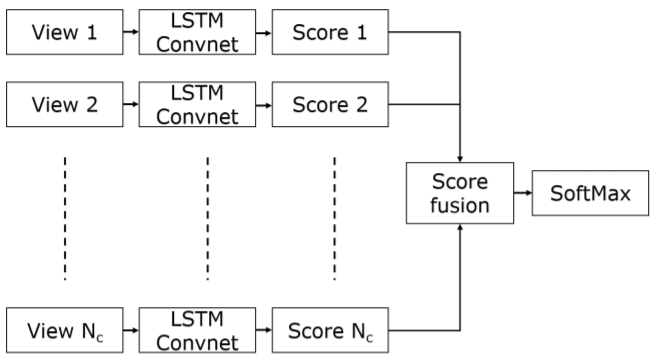 View 1
LSTM
Convnet
Score 1
View 2
LSTM
Convnet
Score 2
Score
fusion
SoftMax
View Nc
LSTM
Convnet
Score Nc